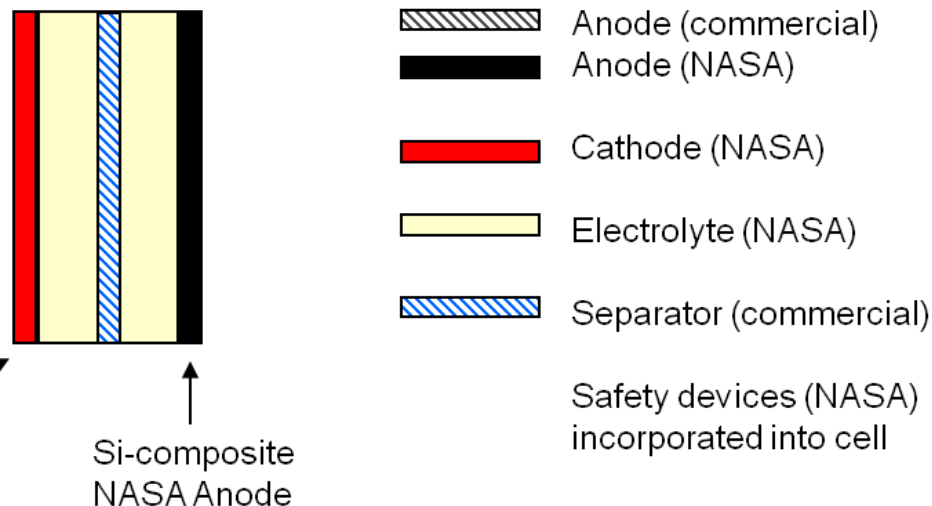 Anode (commercial)
Anode (NASA)
Cathode (NASA)
Electrolyte (NASA)
Separator (commercial)
Safety devices (NASA)
incorporated into cell
Si-composite
NASA Anode